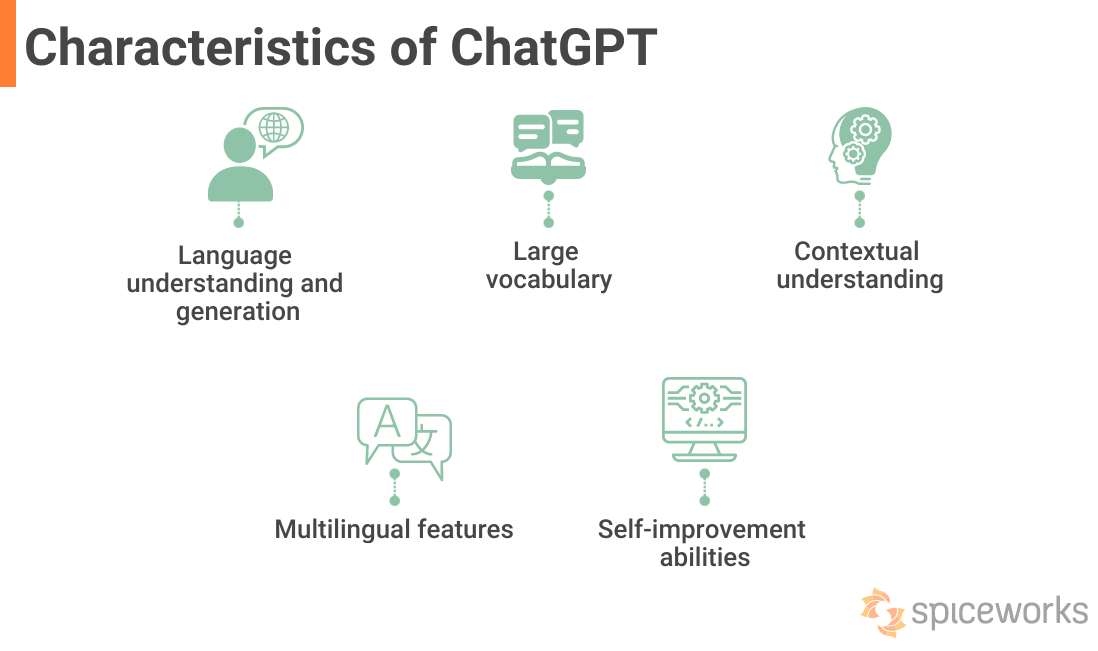 Characteristics of ChatGPT
Language
understanding and
generation
Large
vocabulary
Contextual
understanding
A 文
</..>
Multilingual features
Self-improvement
abilities
spiceworks